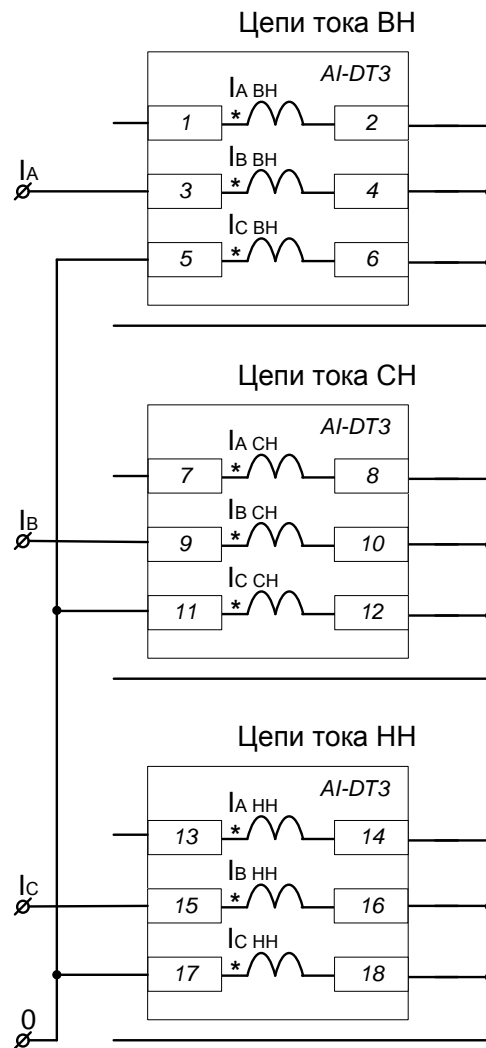 Цепи тока ВН
AI-DT3
IA ВН
1 * 2
IA
IB ВН
3 * 4
IC ВН
5 * 6
Цепи тока СН
AI-DT3
IA СН
7 * 8
IB
IB СН
9 * 10
IC СН
11 * 12
Цепи тока НН
AI-DT3
IA НН
13 * 14
IC
IB НН
15 * 16
IC НН
17 * 18
0